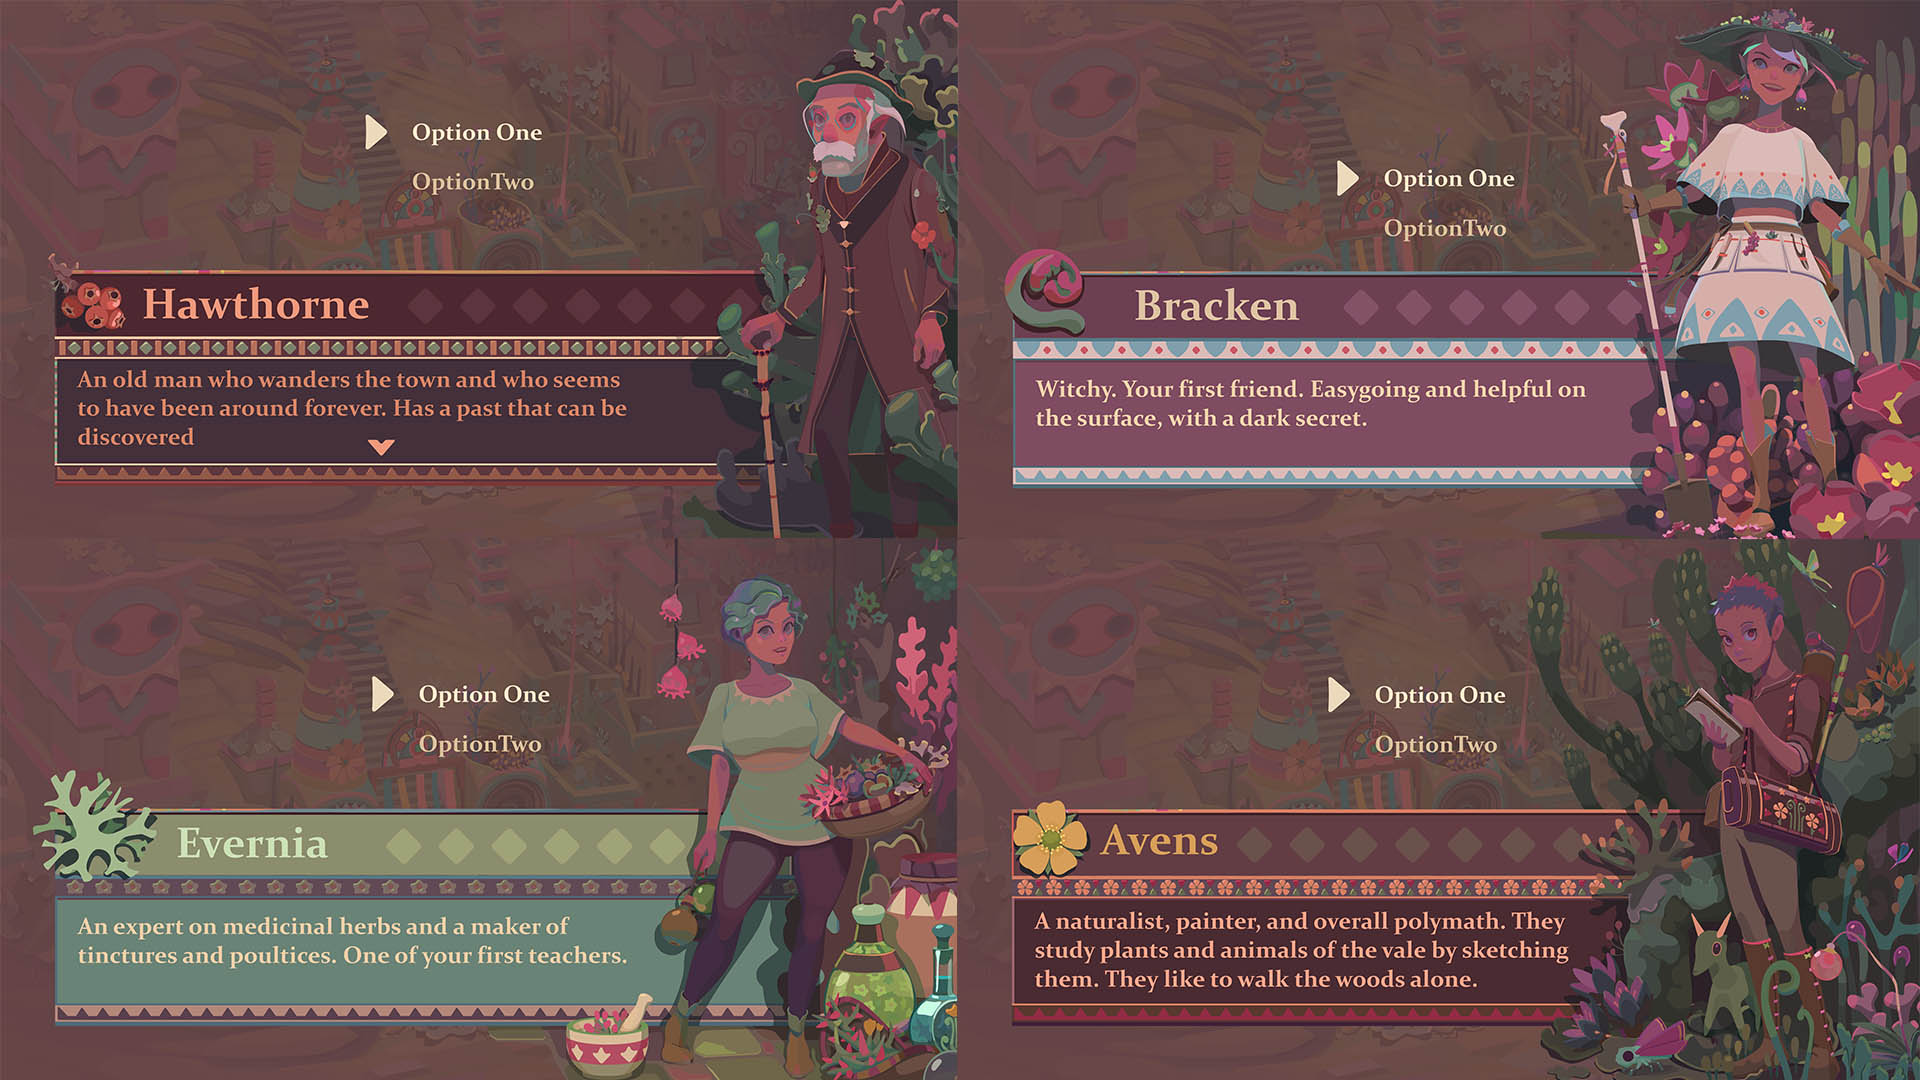 Option One
OptionTwo
Hawthorne
An old man who wanders the town and who seems
to have been around forever. Has a past that can be
discovered
Option One
OptionTwo
Bracken
Witchy. Your first friend. Easygoing and helpful on
the surface, with a dark secret.
Option One
OptionTwo
Evernia
An expert on medicinal herbs and a maker of
tinctures and poultices. One of your first teachers.
Option One
OptionTwo
Avens
A naturalist, painter, and overall polymath. They
study plants and animals of the vale by sketching
them. They like to walk the woods alone.